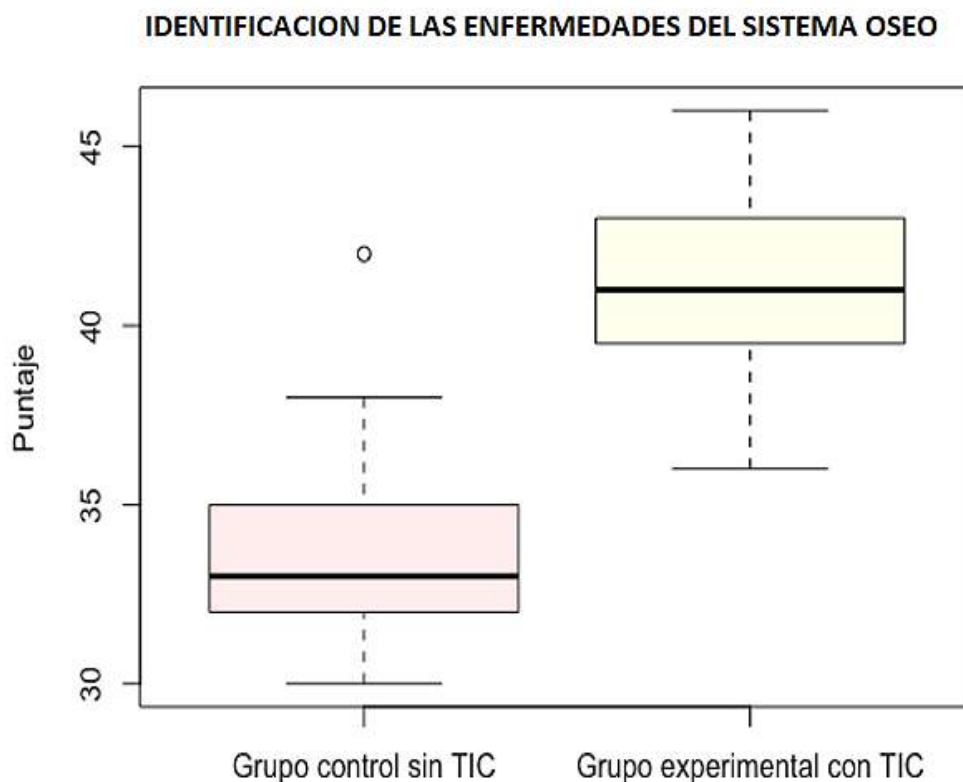 IDENTIFICACION DE LAS ENFERMEDADES DEL SISTEMA OSEO
45
40
35
30
Puntaje
Grupo control sin TIC
Grupo experimental con TIC